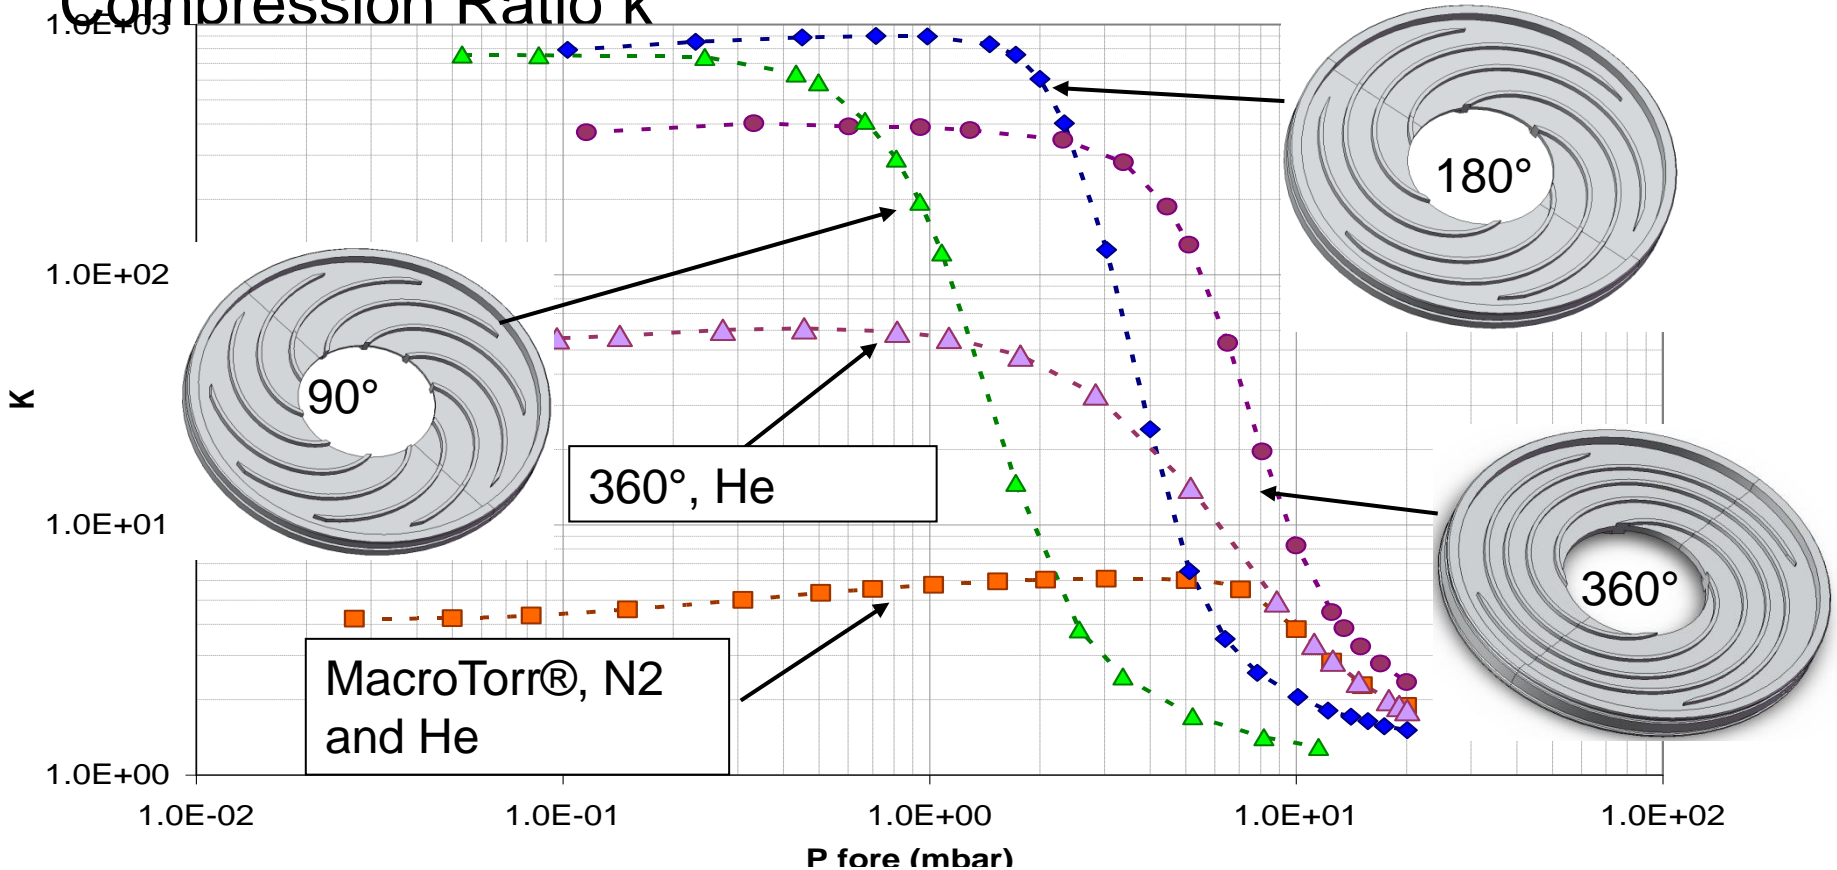 Compression Ratio k
1.0E+03
180°
1.0E+02
90°
K
360°, He
1.0E+01
360°
MacroTorr®, N2
and He
1.0E+00
1.0E-02 1.0E-01 1.0E+00 1.0E+01 1.0E+02
P fore (mbar)